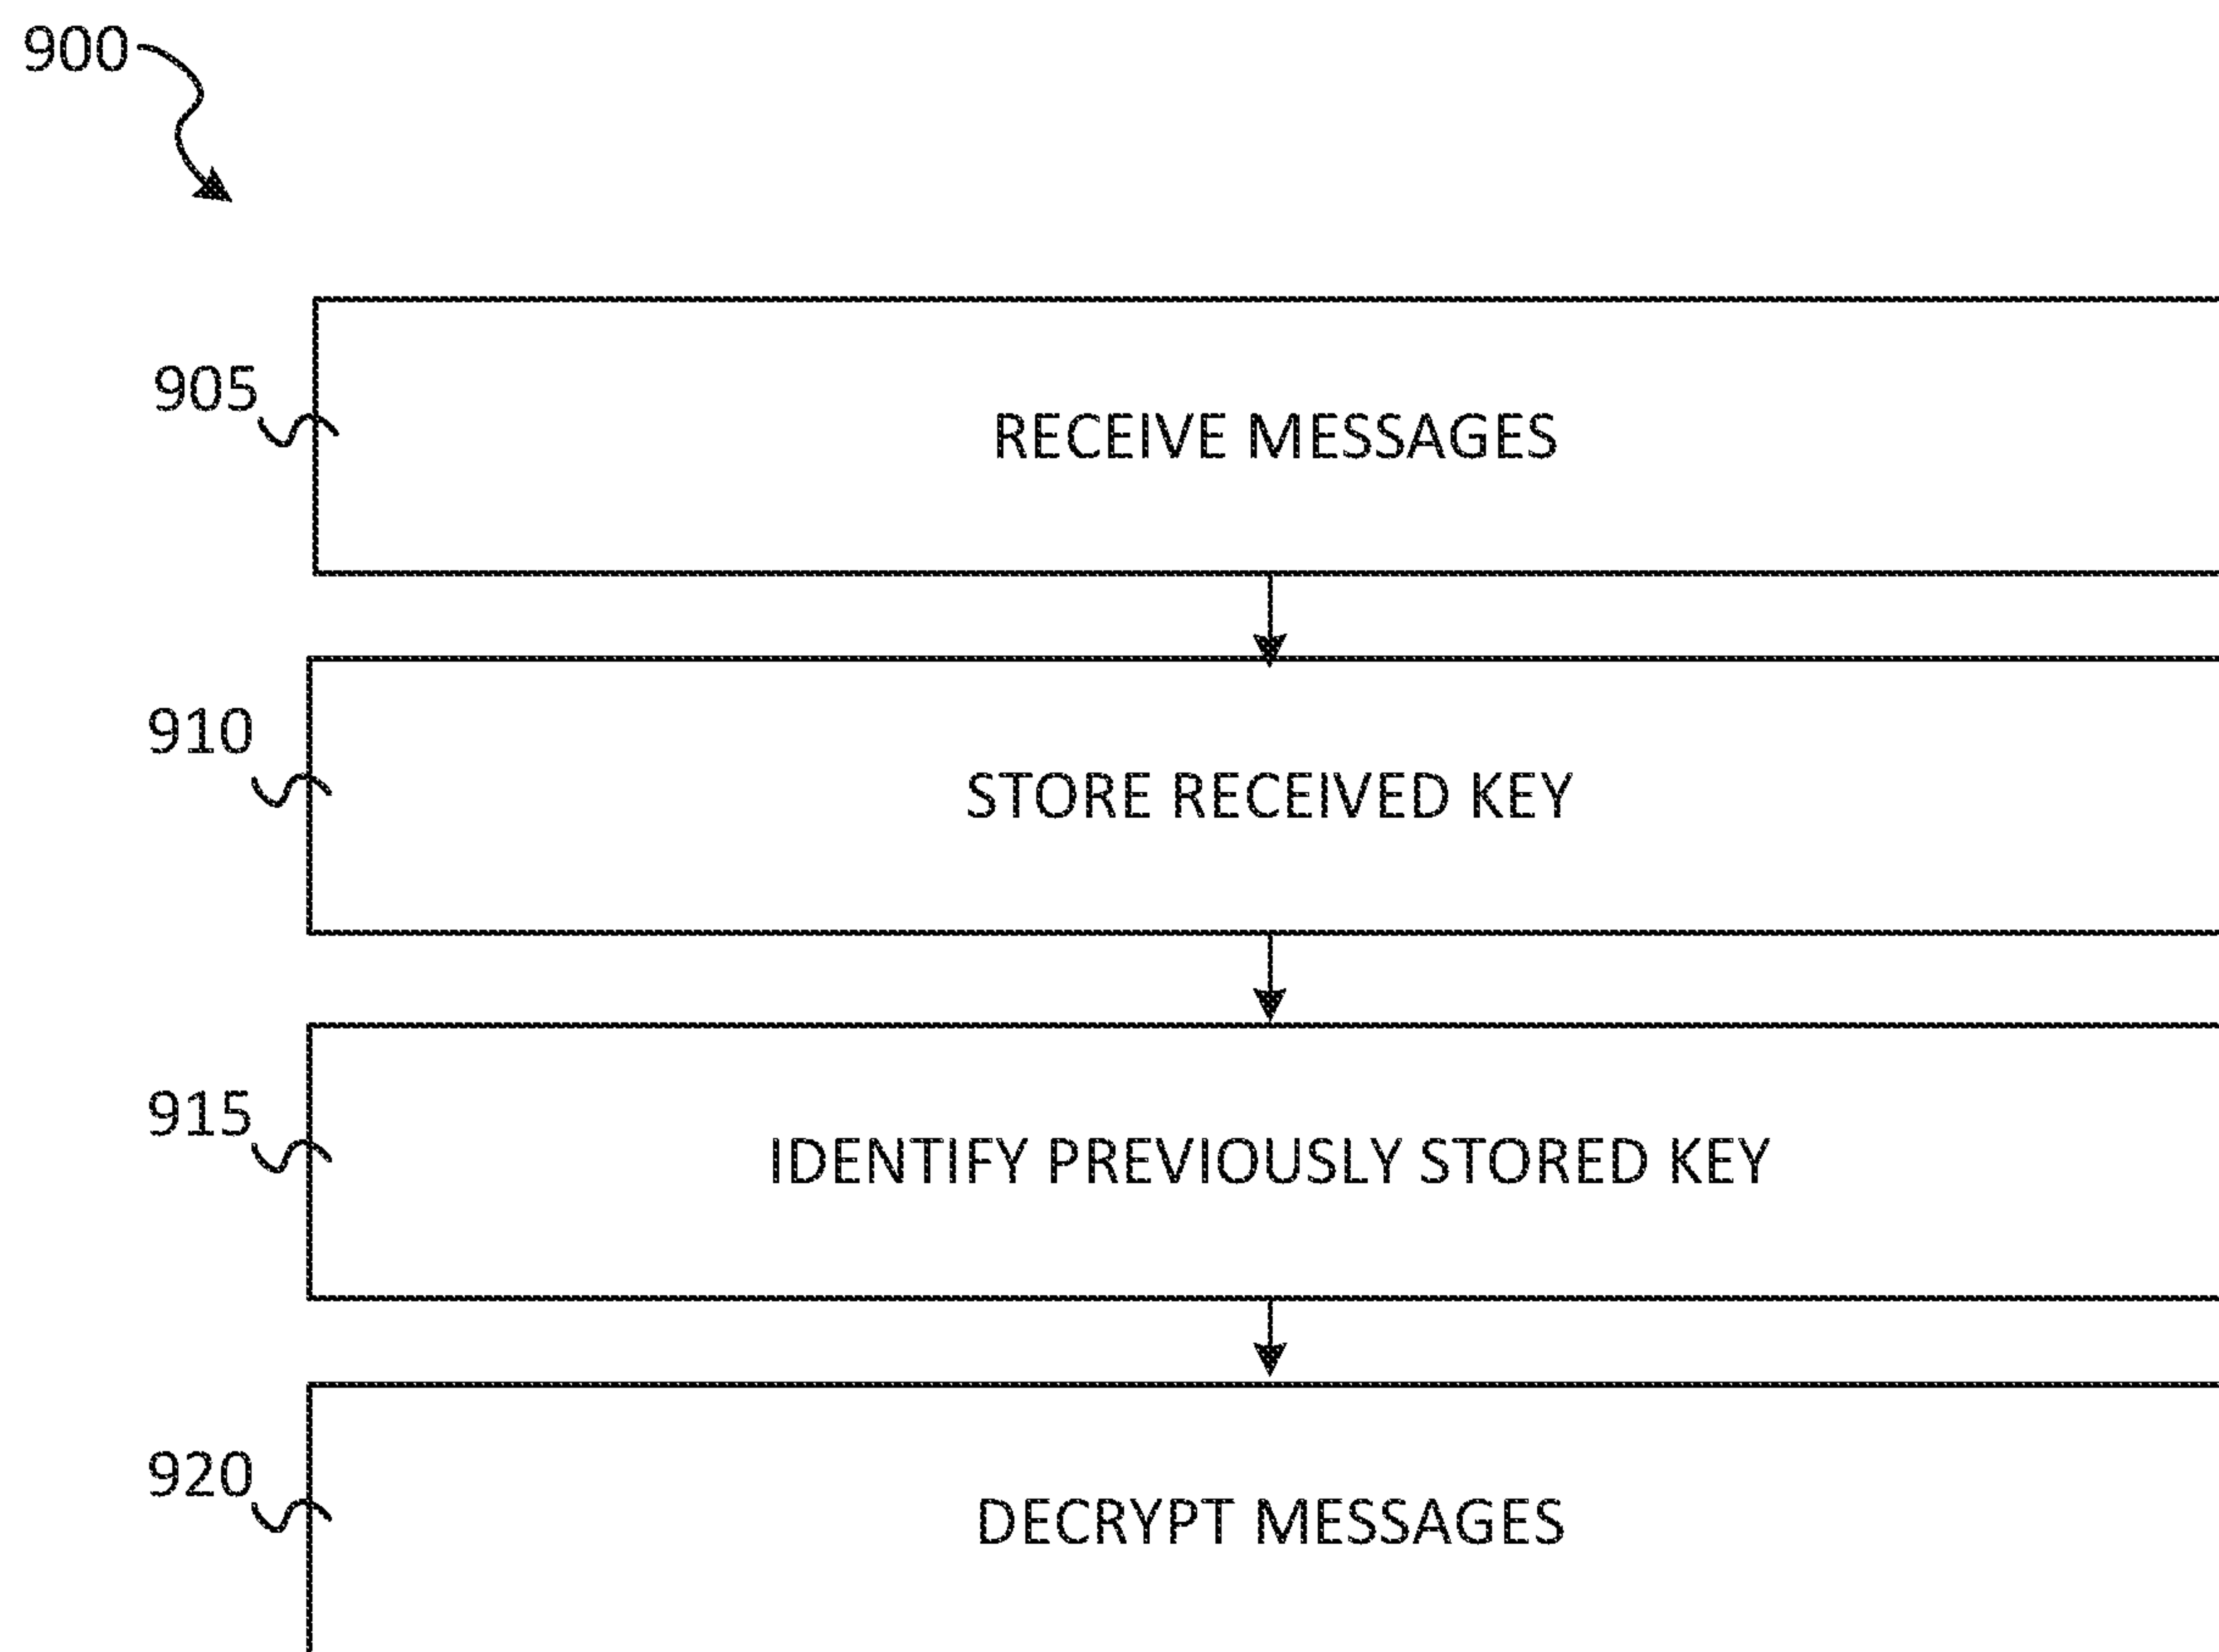 900
905
RECEIVE MESSAGES
910
STORE RECEIVED KEY
915
IDENTIFY PREVIOUSLY STORED KEY
920
DECRYPT MESSAGES